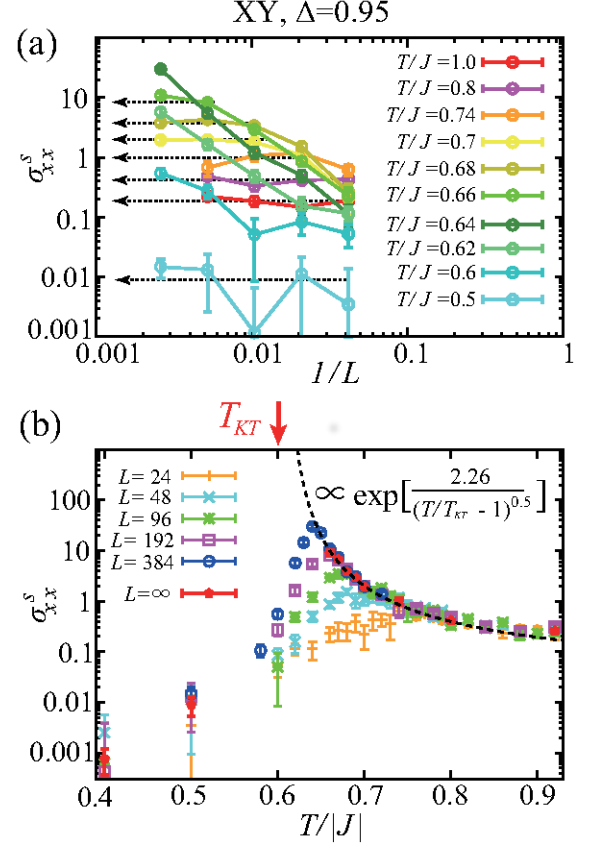 XY, Δ=0.95
(a)
σxxˢ
10
1
0.1
0.01
0.001
0.001
0.01
0.1
1
1/L
T/J=1.0
T/J=0.8
T/J=0.74
T/J=0.7
T/J=0.68
T/J=0.66
T/J=0.64
T/J=0.62
T/J=0.6
T/J=0.5
(b)
T_KT
∝ exp[2.26/(T/T_KT - 1)^0.5]
σxxˢ
100
10
1
0.1
0.01
0.001
L= 24
L= 48
L= 96
L= 192
L= 384
L=∞
0.4
0.5
0.6
0.7
0.8
0.9
T/|J|